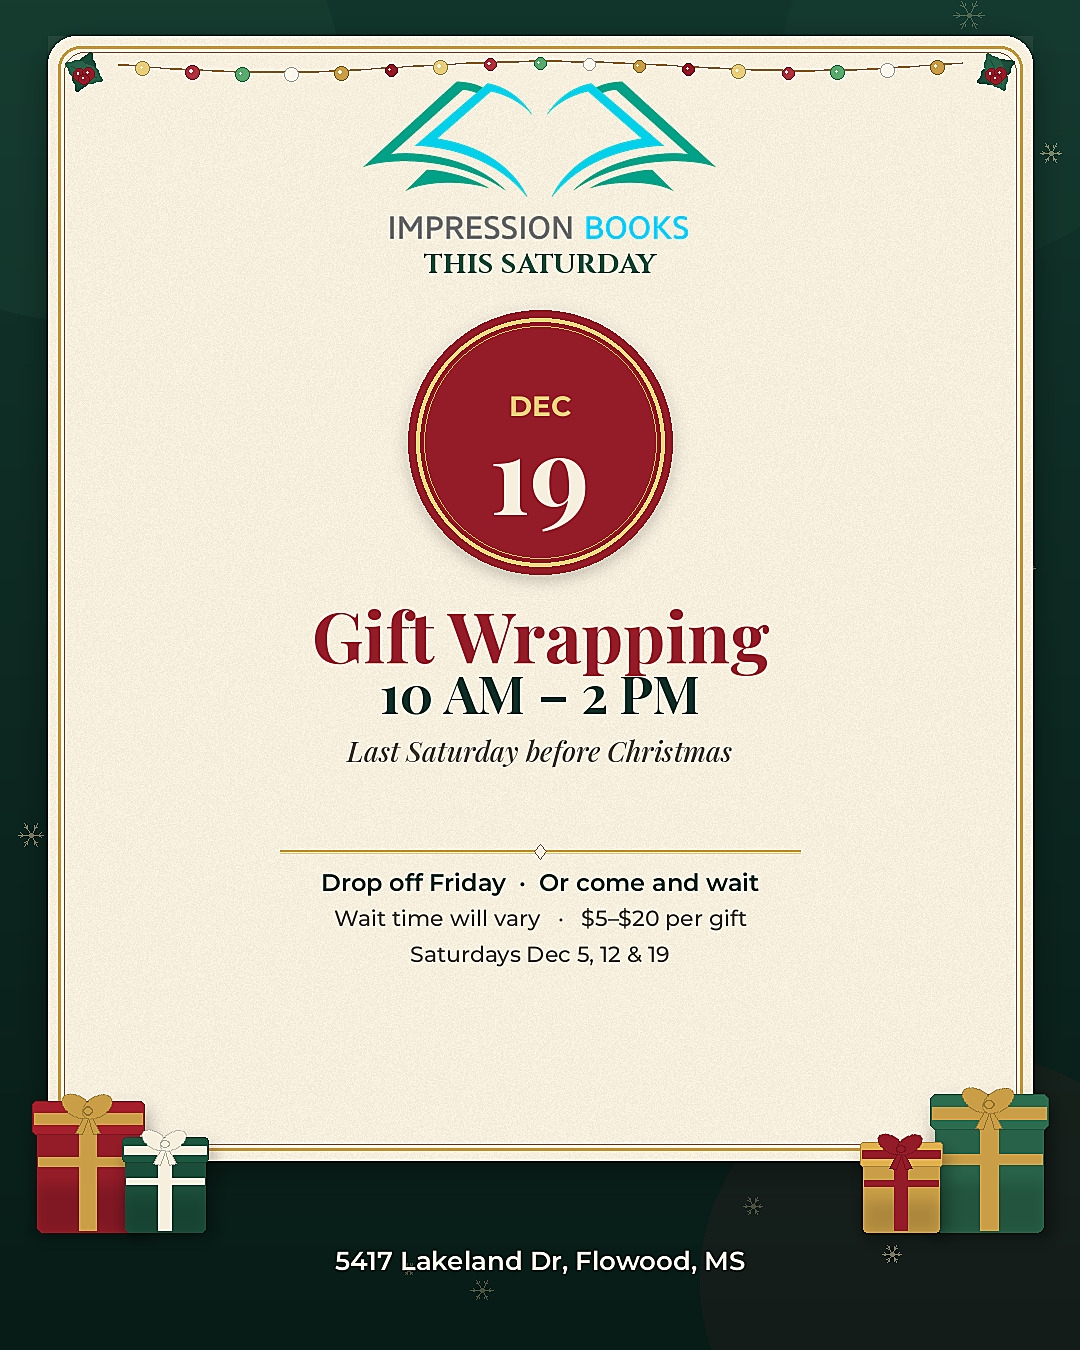 IMPRESSION BOOKS
THIS SATURDAY
DEC
19
Gift Wrapping
10 AM – 2 PM
Last Saturday before Christmas
Drop off Friday · Or come and wait
Wait time will vary · $5–$20 per gift
Saturdays Dec 5, 12 & 19
5417 Lakeland Dr, Flowood, MS